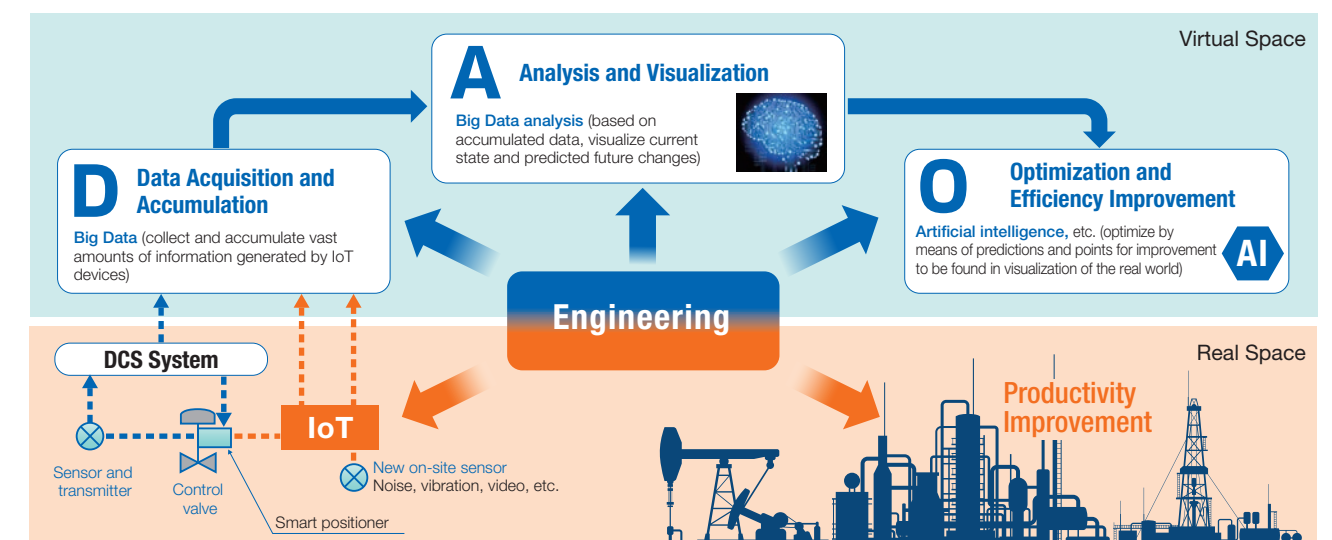 Virtual Space
A
Analysis and Visualization
Big Data analysis (based on
accumulated data, visualize current
state and predicted future changes)
D
Data Acquisition and
Accumulation
Big Data (collect and accumulate vast
amounts of information generated by IoT
devices)
O
Optimization and
Efficiency Improvement
Artificial intelligence, etc. (optimize by
means of predictions and points for improvement
to be found in visualization of the real world)
AI
Engineering
Real Space
DCS System
IoT
Sensor and
transmitter
Control
valve
New on-site sensor
Noise, vibration, video, etc.
Smart positioner
Productivity
Improvement